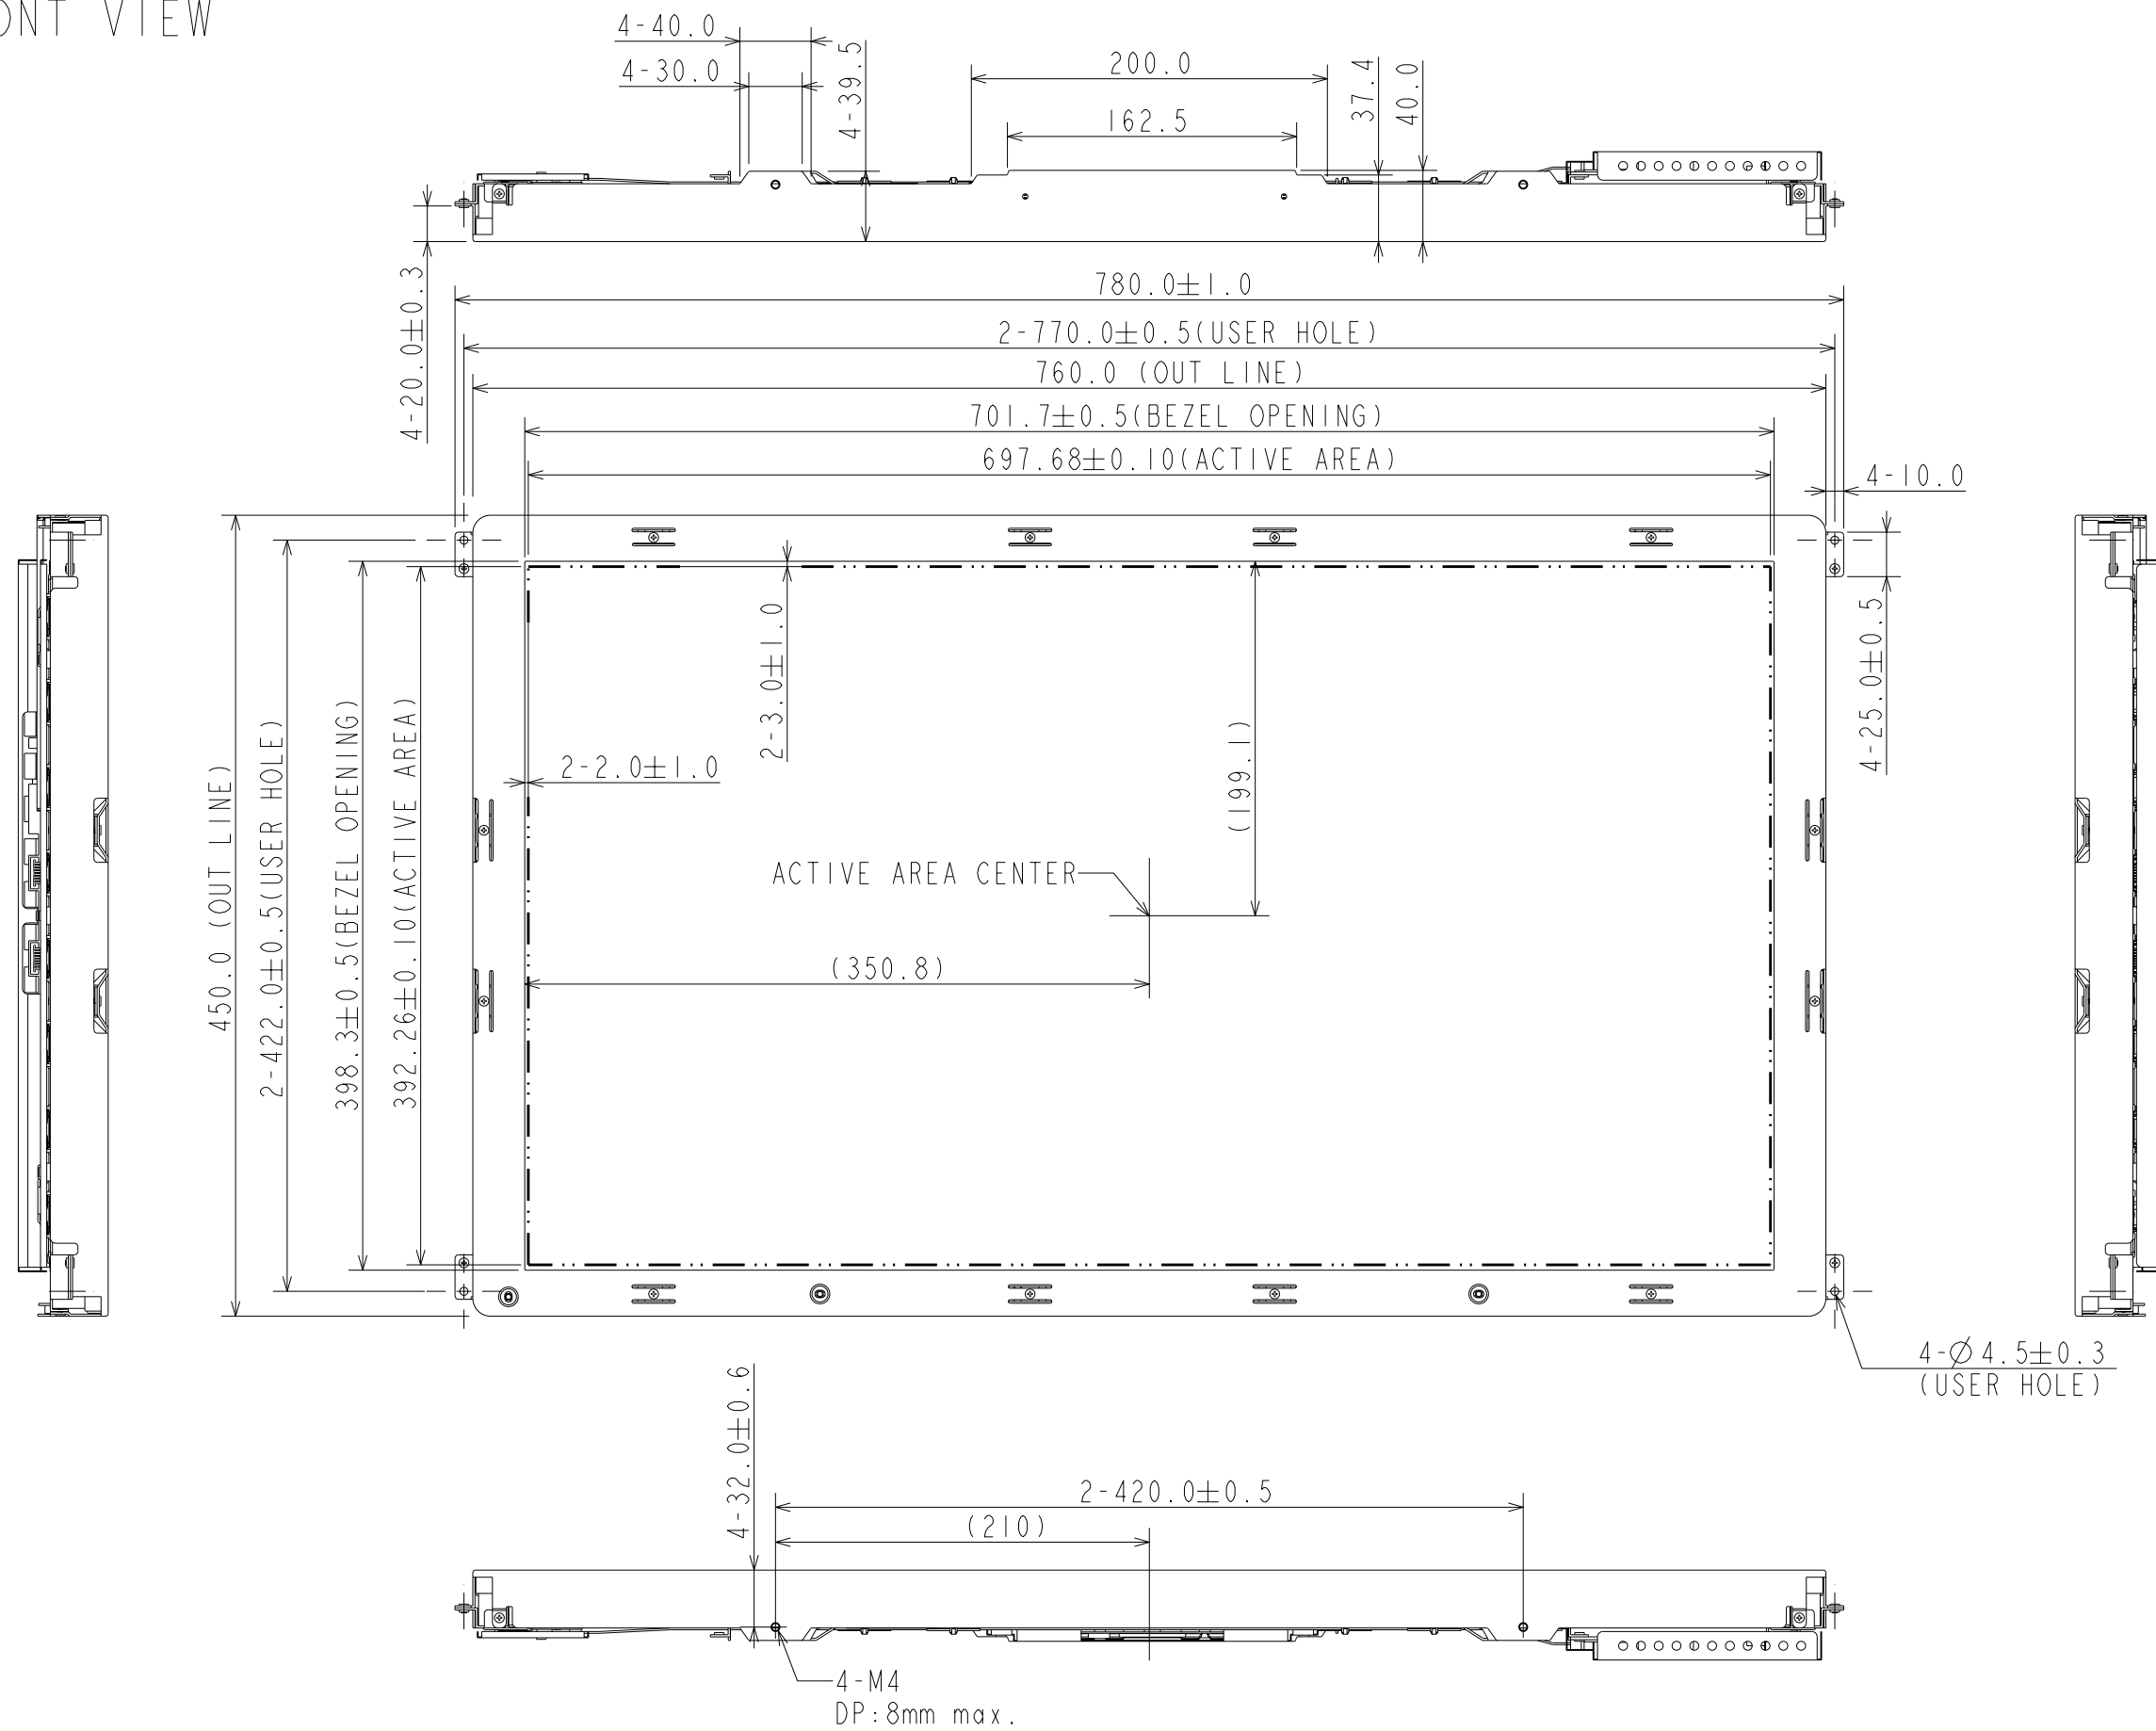 ONT VIEW
4-40.0
4-30.0
4-39.5
200.0
162.5
37.4
40.0
4-20.0±0.3
780.0±1.0
2-770.0±0.5(USER HOLE)
760.0 (OUT LINE)
701.7±0.5(BEZEL OPENING)
697.68±0.10(ACTIVE AREA)
4-10.0
4-25.0±0.5
2-3.0±1.0
2-2.0±1.0
(199.1)
450.0 (OUT LINE)
2-422.0±0.5(USER HOLE)
398.3±0.5(BEZEL OPENING)
392.26±0.10(ACTIVE AREA)
ACTIVE AREA CENTER
(350.8)
4-Ø4.5±0.3
(USER HOLE)
4-32.0±0.6
2-420.0±0.5
(210)
4-M4
DP:8mm max.